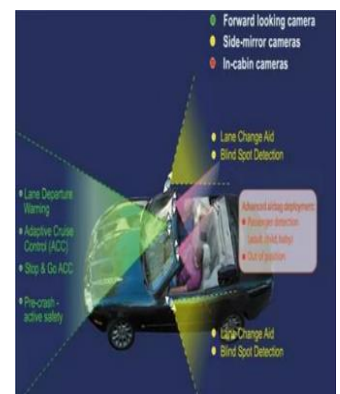 Forward looking camera
Side-mirror cameras
In-cabin cameras
Lane Change Aid
Blind Spot Detection
Lane Departure
Warning
Adaptive Cruise
Control (ACC)
Stop & Go ACC
Pre-crash -
active safety
Advanced airbag deployment:
Passenger detection
(adult, child, baby)
Out of position
Lane Change Aid
Blind Spot Detection